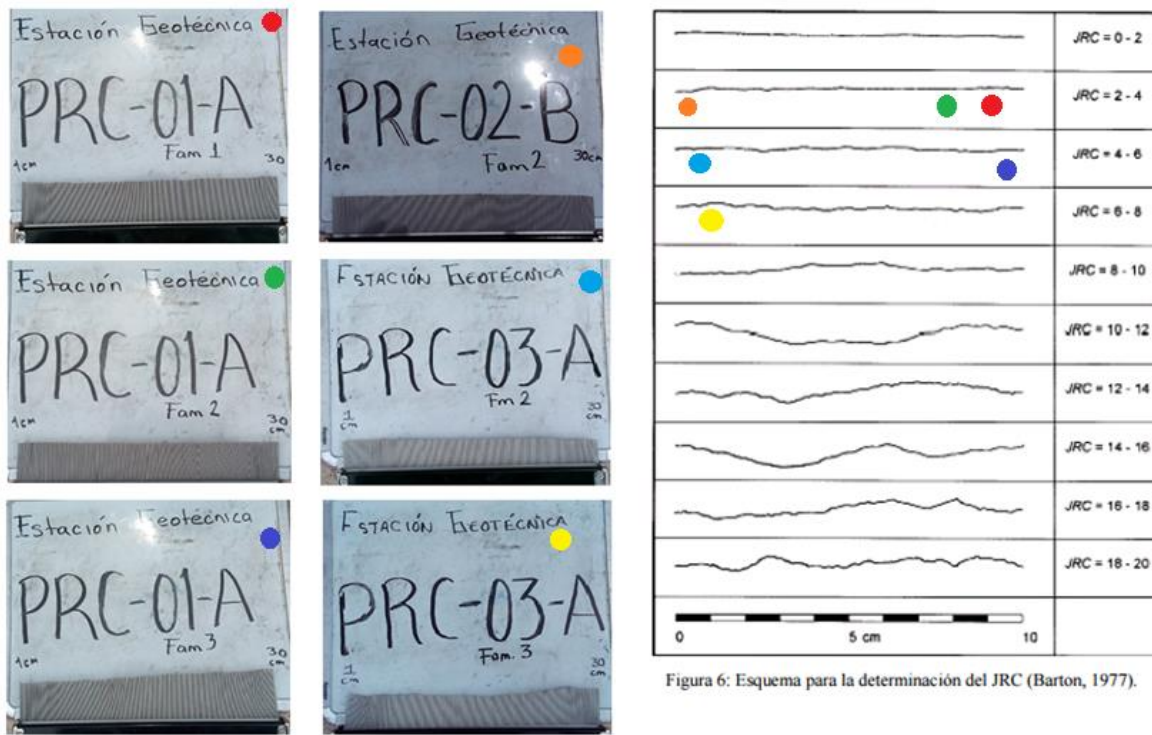 Estación Geotécnica
PRC-01-A
Fam 1
1cm
30
Estación Geotécnica
PRC-02-B
Fam 2
1cm
30cm
Estación Geotécnica
PRC-01-A
Fam 2
1cm
30
cm
ESTACIÓN GEOTÉCNICA
PRC-03-A
Fm 2
1
cm
30
cm
Estación Geotécnica
PRC-01-A
Fam 3
1cm
30
cm
ESTACIÓN GEOTÉCNICA
PRC-03-A
Fam. 3
1
cm
30
cm
JRC = 0 - 2
JRC = 2 - 4
JRC = 4 - 6
JRC = 6 - 8
JRC = 8 - 10
JRC = 10 - 12
JRC = 12 - 14
JRC = 14 - 16
JRC = 16 - 18
JRC = 18 - 20
0
5 cm
10
Figura 6: Esquema para la determinación del JRC (Barton, 1977).